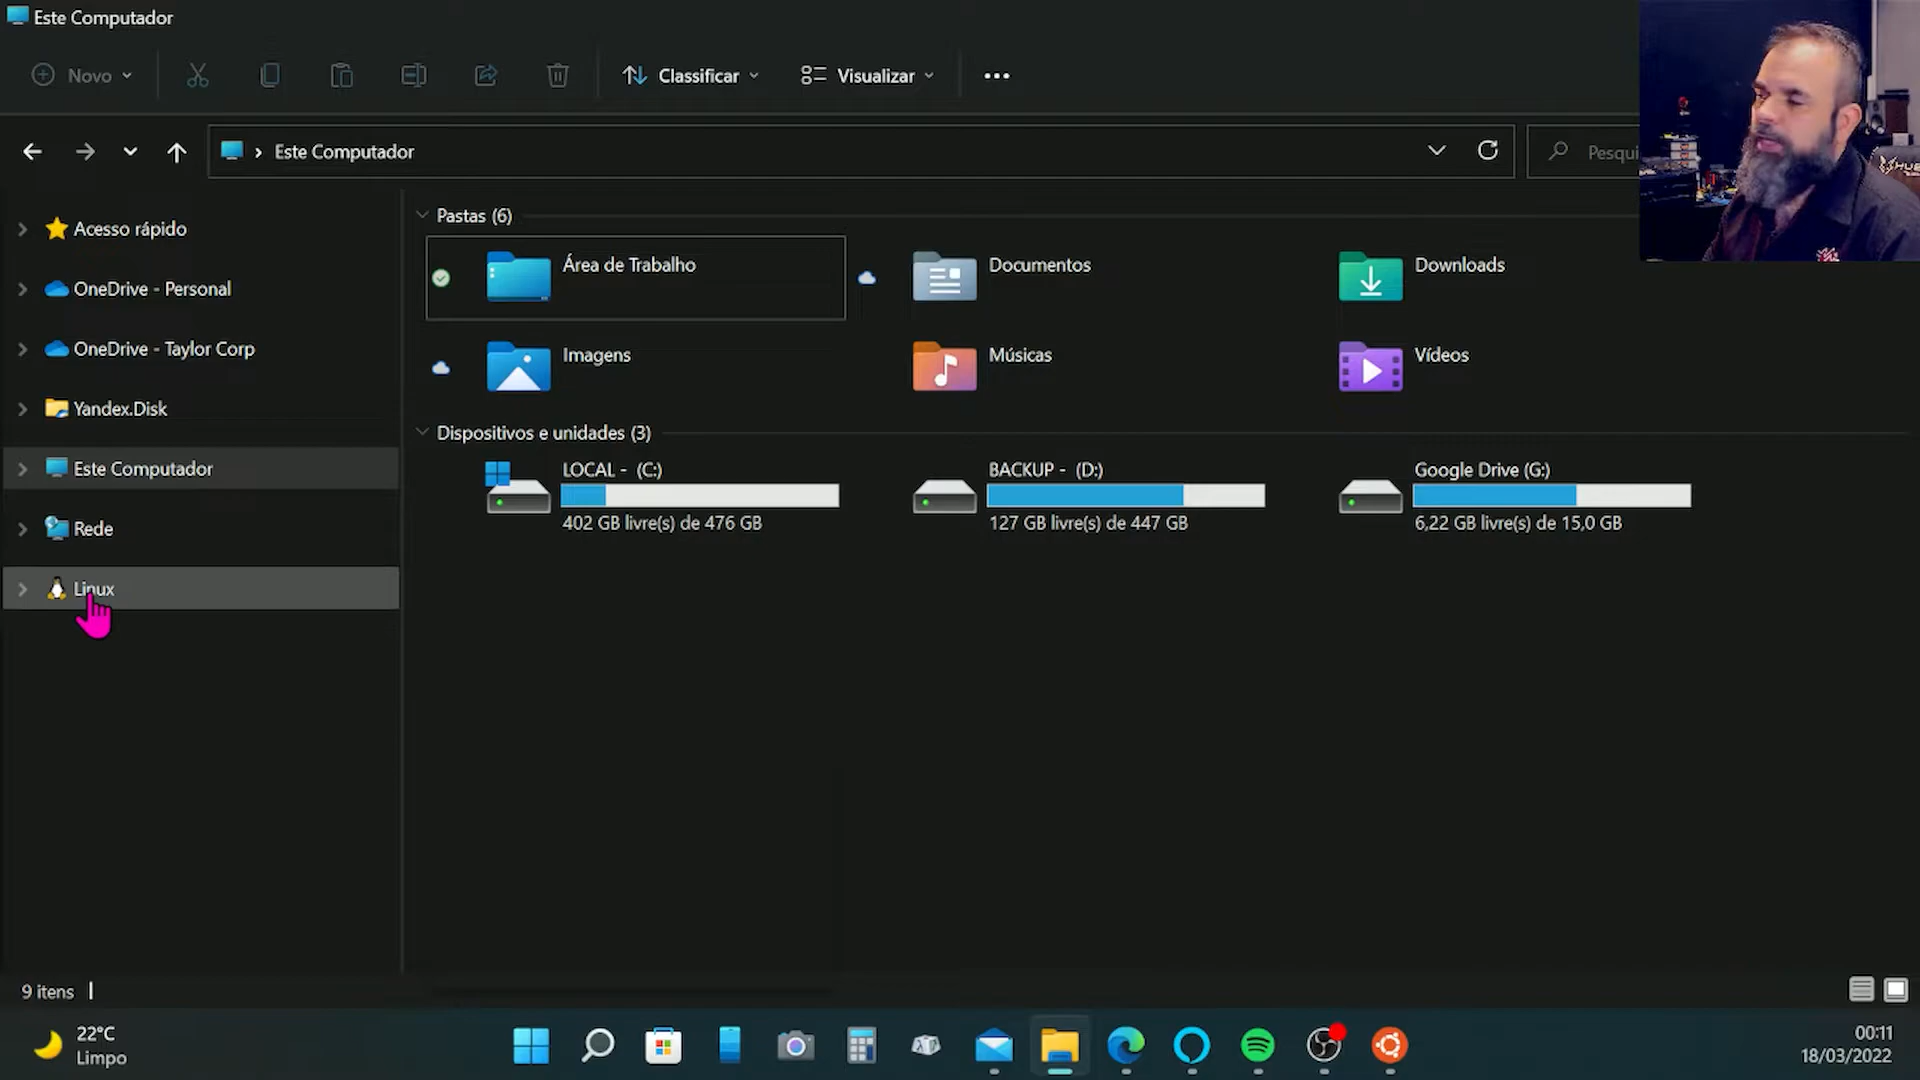 Este Computador
Novo
Classificar
Visualizar
Este Computador
Pesqui
Acesso rápido
OneDrive - Personal
OneDrive - Taylor Corp
Yandex.Disk
Este Computador
Rede
Linux
Pastas (6)
Área de Trabalho
Documentos
Downloads
Imagens
Músicas
Vídeos
Dispositivos e unidades (3)
LOCAL - (C:)
402 GB livre(s) de 476 GB
BACKUP - (D:)
127 GB livre(s) de 447 GB
Google Drive (G:)
6,22 GB livre(s) de 15,0 GB
9 itens
22°C
Limpo
00:11
18/03/2022